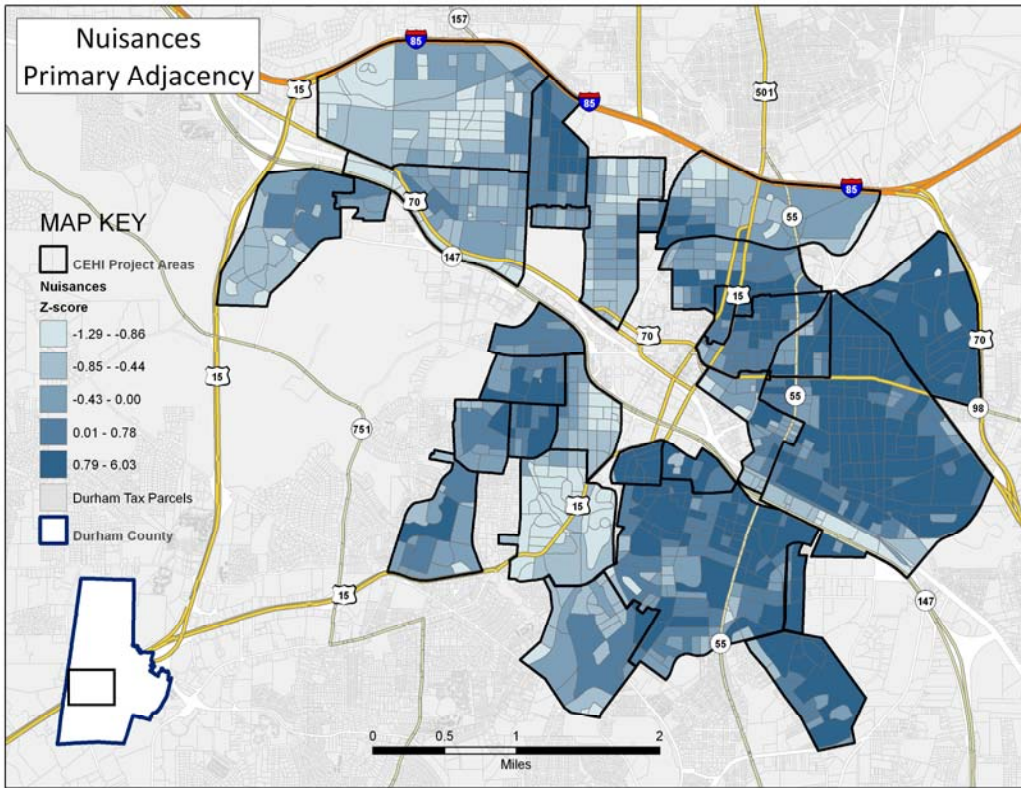 Nuisances
Primary Adjacency
157
85
15
85
501
85
55
70
147
15
70
70
15
98
55
751
15
15
147
55
MAP KEY
CEHI Project Areas
Nuisances
Z-score
-1.29 - -0.86
-0.85 - -0.44
-0.43 - 0.00
0.01 - 0.78
0.79 - 6.03
Durham Tax Parcels
Durham County
0 0.5 1 2
Miles